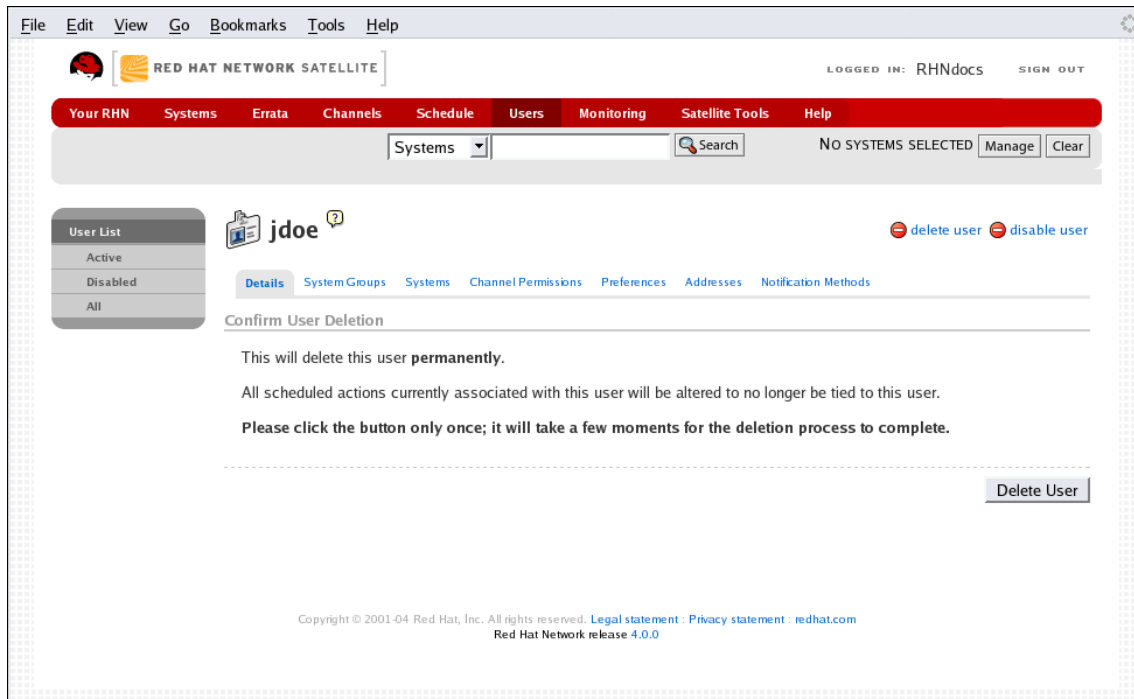 File Edit View Go Bookmarks Tools Help
RED HAT NETWORK SATELLITE
LOGGED IN: RHNdocs SIGN OUT
Your RHN Systems Errata Channels Schedule Users Monitoring Satellite Tools Help
Systems Search NO SYSTEMS SELECTED Manage Clear
User List
Active
Disabled
All
jdoe ?
delete user disable user
Details System Groups Systems Channel Permissions Preferences Addresses Notification Methods
Confirm User Deletion
This will delete this user permanently.
All scheduled actions currently associated with this user will be altered to no longer be tied to this user.
Please click the button only once; it will take a few moments for the deletion process to complete.
Delete User
Copyright © 2001-04 Red Hat, Inc. All rights reserved. Legal statement : Privacy statement : redhat.com
Red Hat Network release 4.0.0